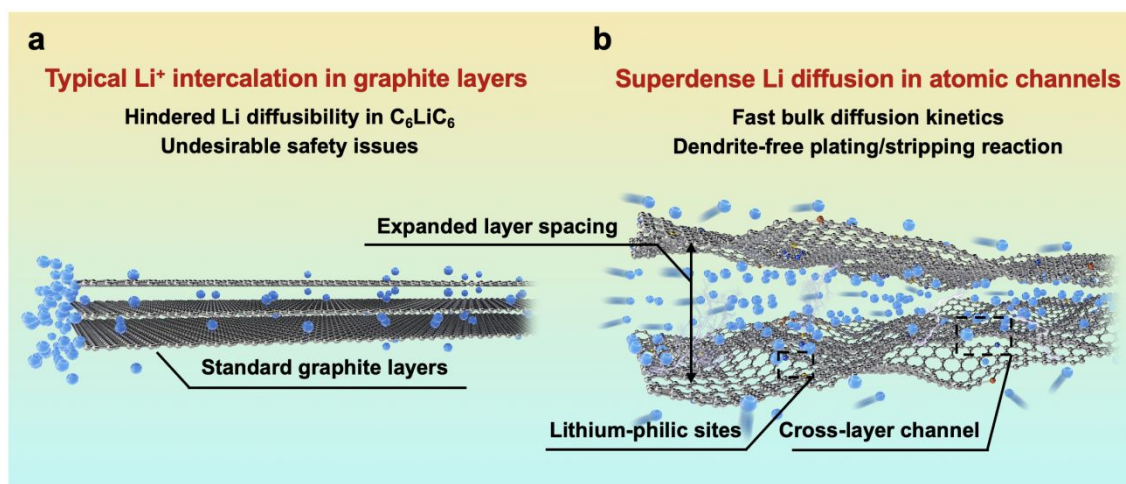 a
Typical Li⁺ intercalation in graphite layers
Hindered Li diffusibility in C₆LiC₆
Undesirable safety issues
b
Superdense Li diffusion in atomic channels
Fast bulk diffusion kinetics
Dendrite-free plating/stripping reaction
Expanded layer spacing
Standard graphite layers
Lithium-philic sites
Cross-layer channel